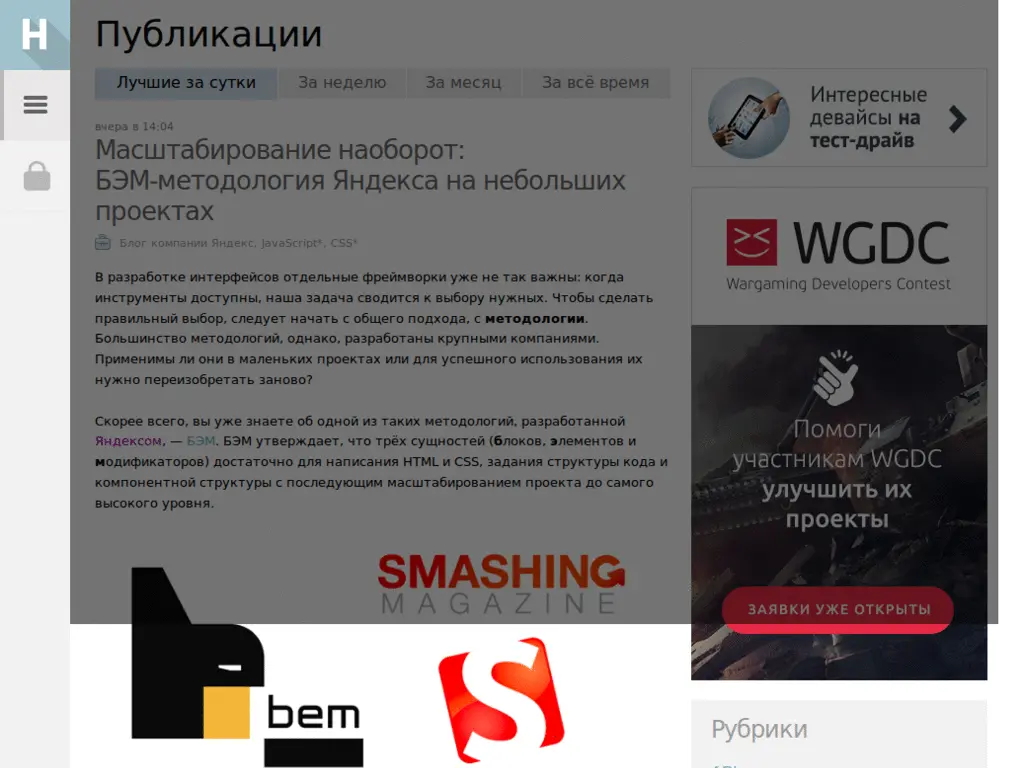 H
Публикации
Лучшие за сутки
За неделю
За месяц
За всё время
вчера в 14:04
Масштабирование наоборот:
БЭМ-методология Яндекса на небольших
проектах
Блог компании Яндекс, JavaScript*, CSS*
В разработке интерфейсов отдельные фреймворки уже не так важны: когда
инструменты доступны, наша задача сводится к выбору нужных. Чтобы сделать
правильный выбор, следует начать с общего подхода, с методологии.
Большинство методологий, однако, разработаны крупными компаниями.
Применимы ли они в маленьких проектах или для успешного использования их
нужно переизобретать заново?
Скорее всего, вы уже знаете об одной из таких методологий, разработанной
Яндексом, — БЭМ. БЭМ утверждает, что трёх сущностей (блоков, элементов и
модификаторов) достаточно для написания HTML и CSS, задания структуры кода и
компонентной структуры с последующим масштабированием проекта до самого
высокого уровня.
SMASHING
MAGAZINE
bem
S
Интересные
девайсы на
тест-драйв
WGDC
Wargaming Developers Contest
Помоги
участникам WGDC
улучшить их
проекты
ЗАЯВКИ УЖЕ ОТКРЫТЫ
Рубрики